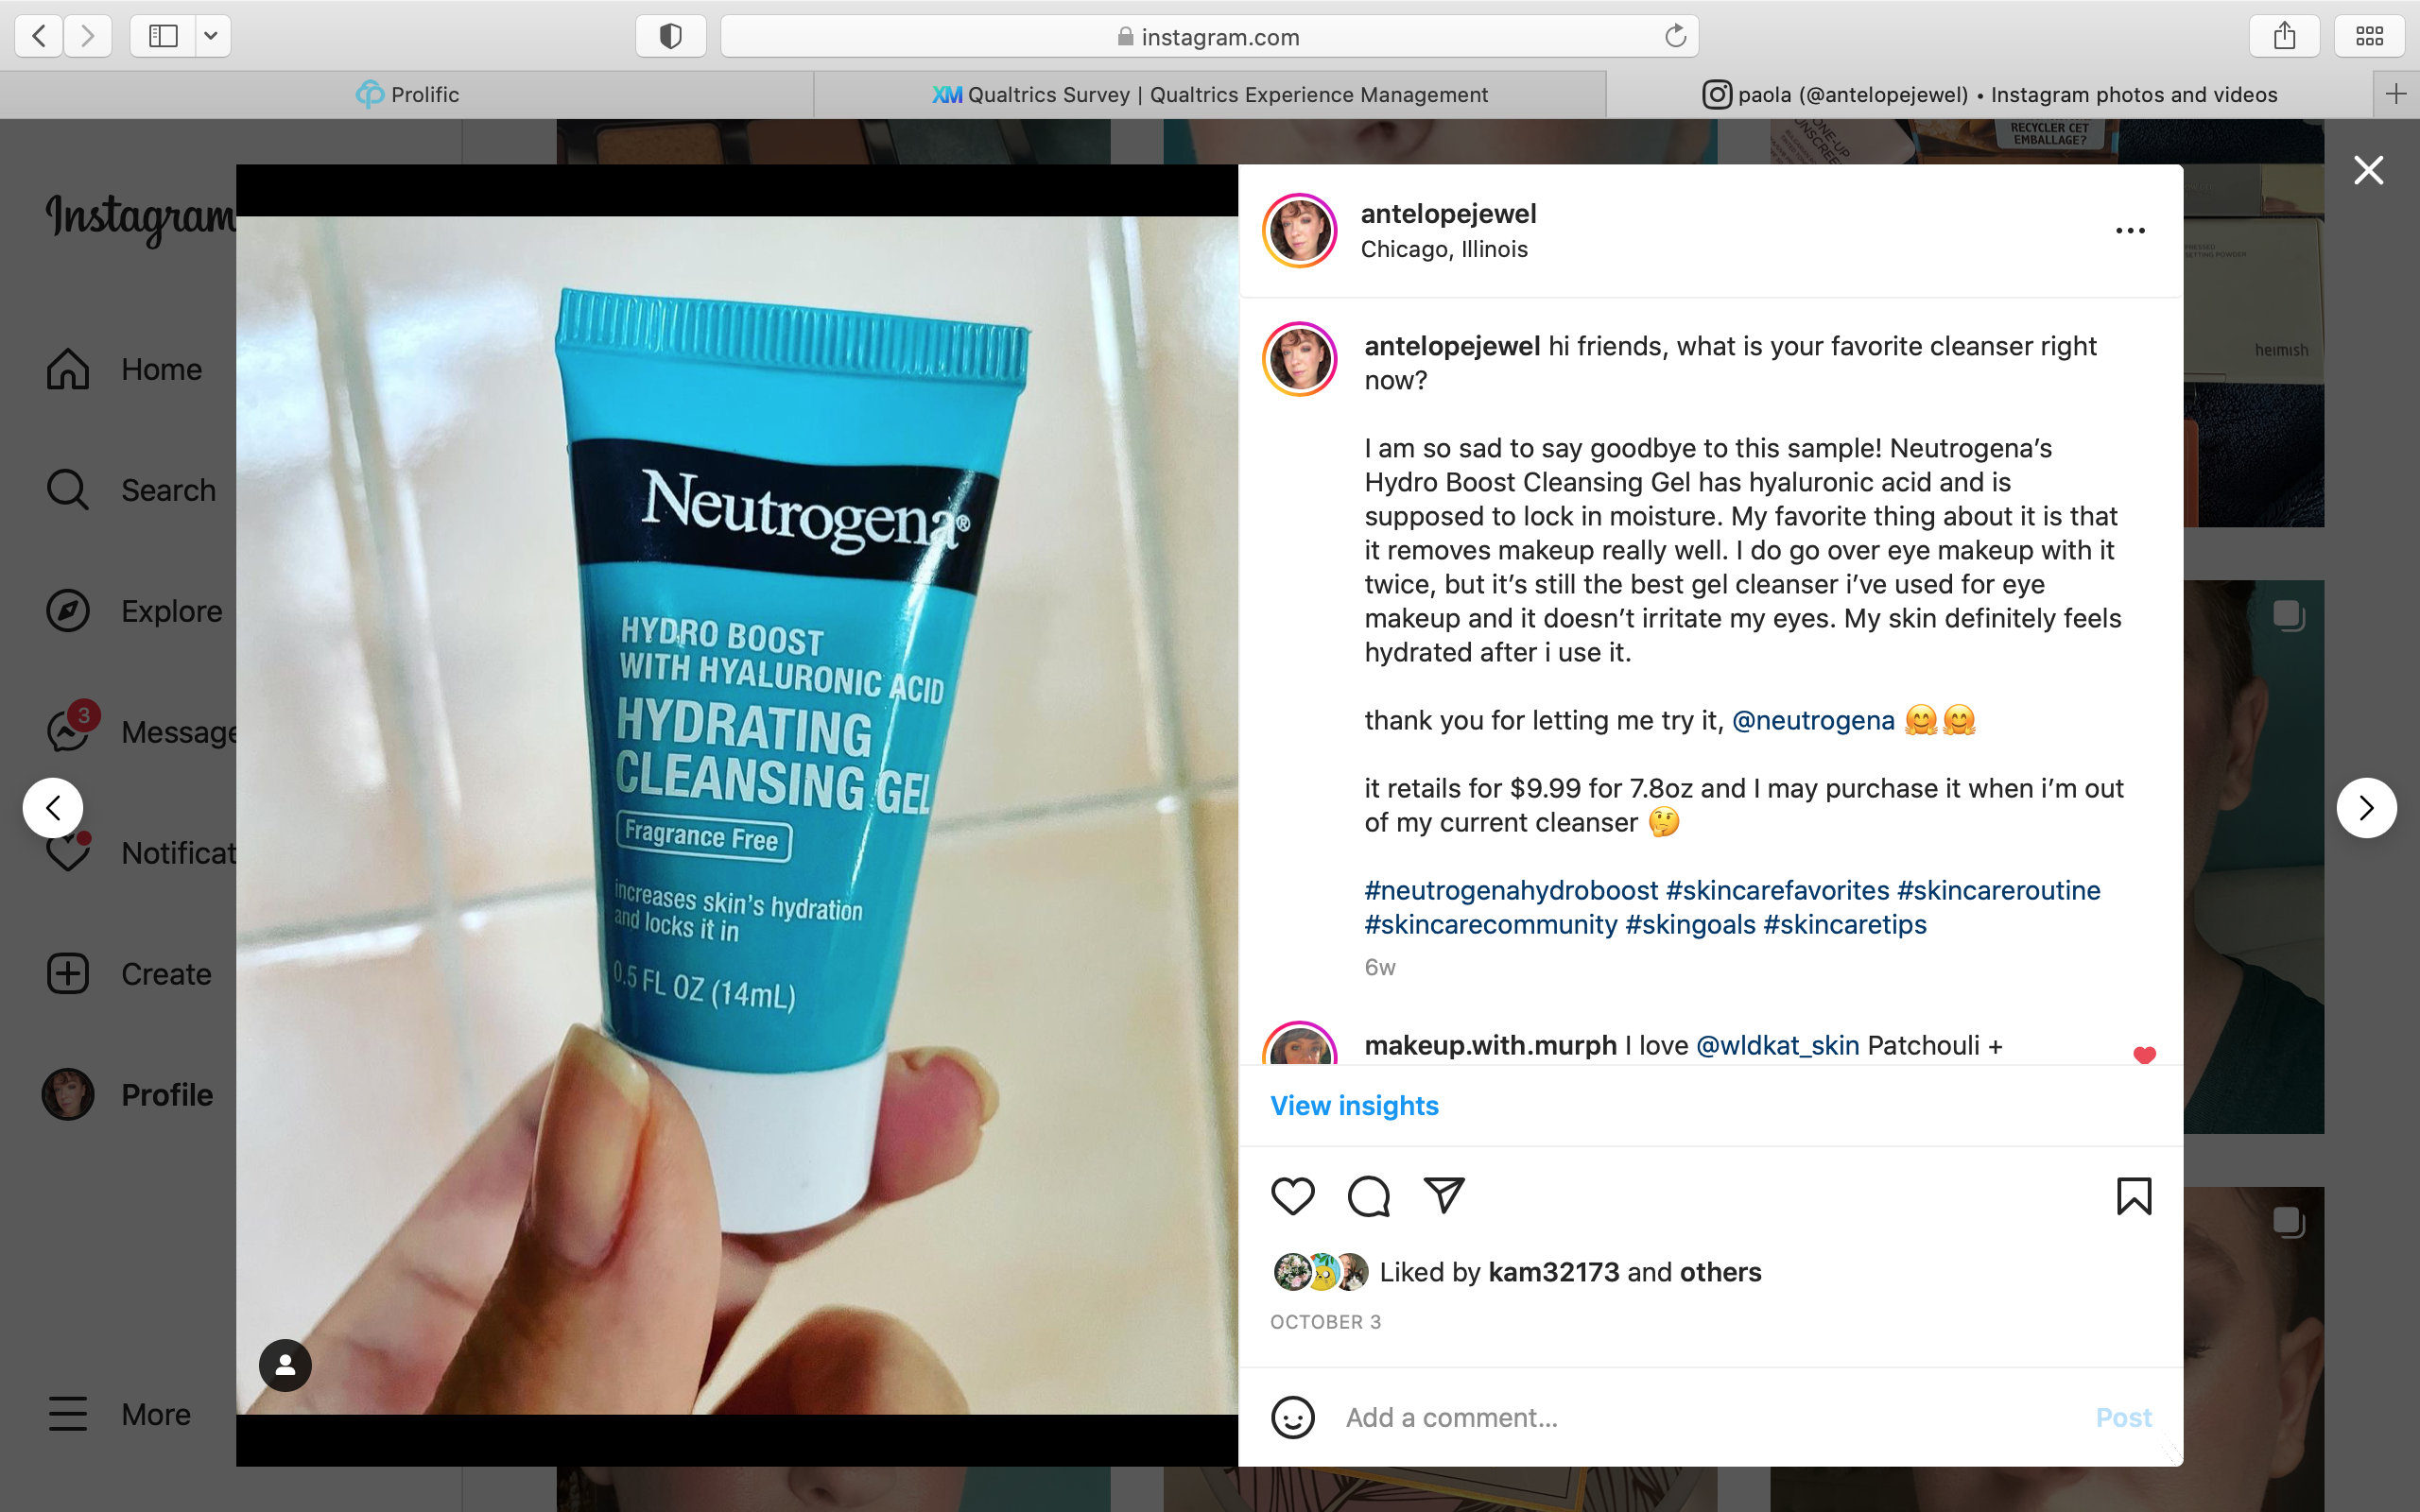 instagram.com
Prolific
XM Qualtrics Survey | Qualtrics Experience Management
paola (@antelopejewel) • Instagram photos and videos
RECYCLER CET
EMBALLAGE?
Instagram
Home
Search
Explore
3
Message
Notificat
Create
Profile
More
Neutrogena®
HYDRO BOOST
WITH HYALURONIC ACID
HYDRATING
CLEANSING GEL
Fragrance Free
increases skin's hydration
and locks it in
0.5 FL OZ (14mL)
antelopejewel
Chicago, Illinois
antelopejewel hi friends, what is your favorite cleanser right
now?
I am so sad to say goodbye to this sample! Neutrogena’s
Hydro Boost Cleansing Gel has hyaluronic acid and is
supposed to lock in moisture. My favorite thing about it is that
it removes makeup really well. I do go over eye makeup with it
twice, but it’s still the best gel cleanser i’ve used for eye
makeup and it doesn’t irritate my eyes. My skin definitely feels
hydrated after i use it.
thank you for letting me try it, @neutrogena 🤗🤗
it retails for $9.99 for 7.8oz and I may purchase it when i’m out
of my current cleanser 🤔
#neutrogenahydroboost #skincarefavorites #skincareroutine
#skincarecommunity #skingoals #skincaretips
6w
makeup.with.murph I love @wldkat_skin Patchouli +
View insights
Liked by kam32173 and others
OCTOBER 3
Add a comment...
Post
PRESSED
SETTING POWDER
heimish